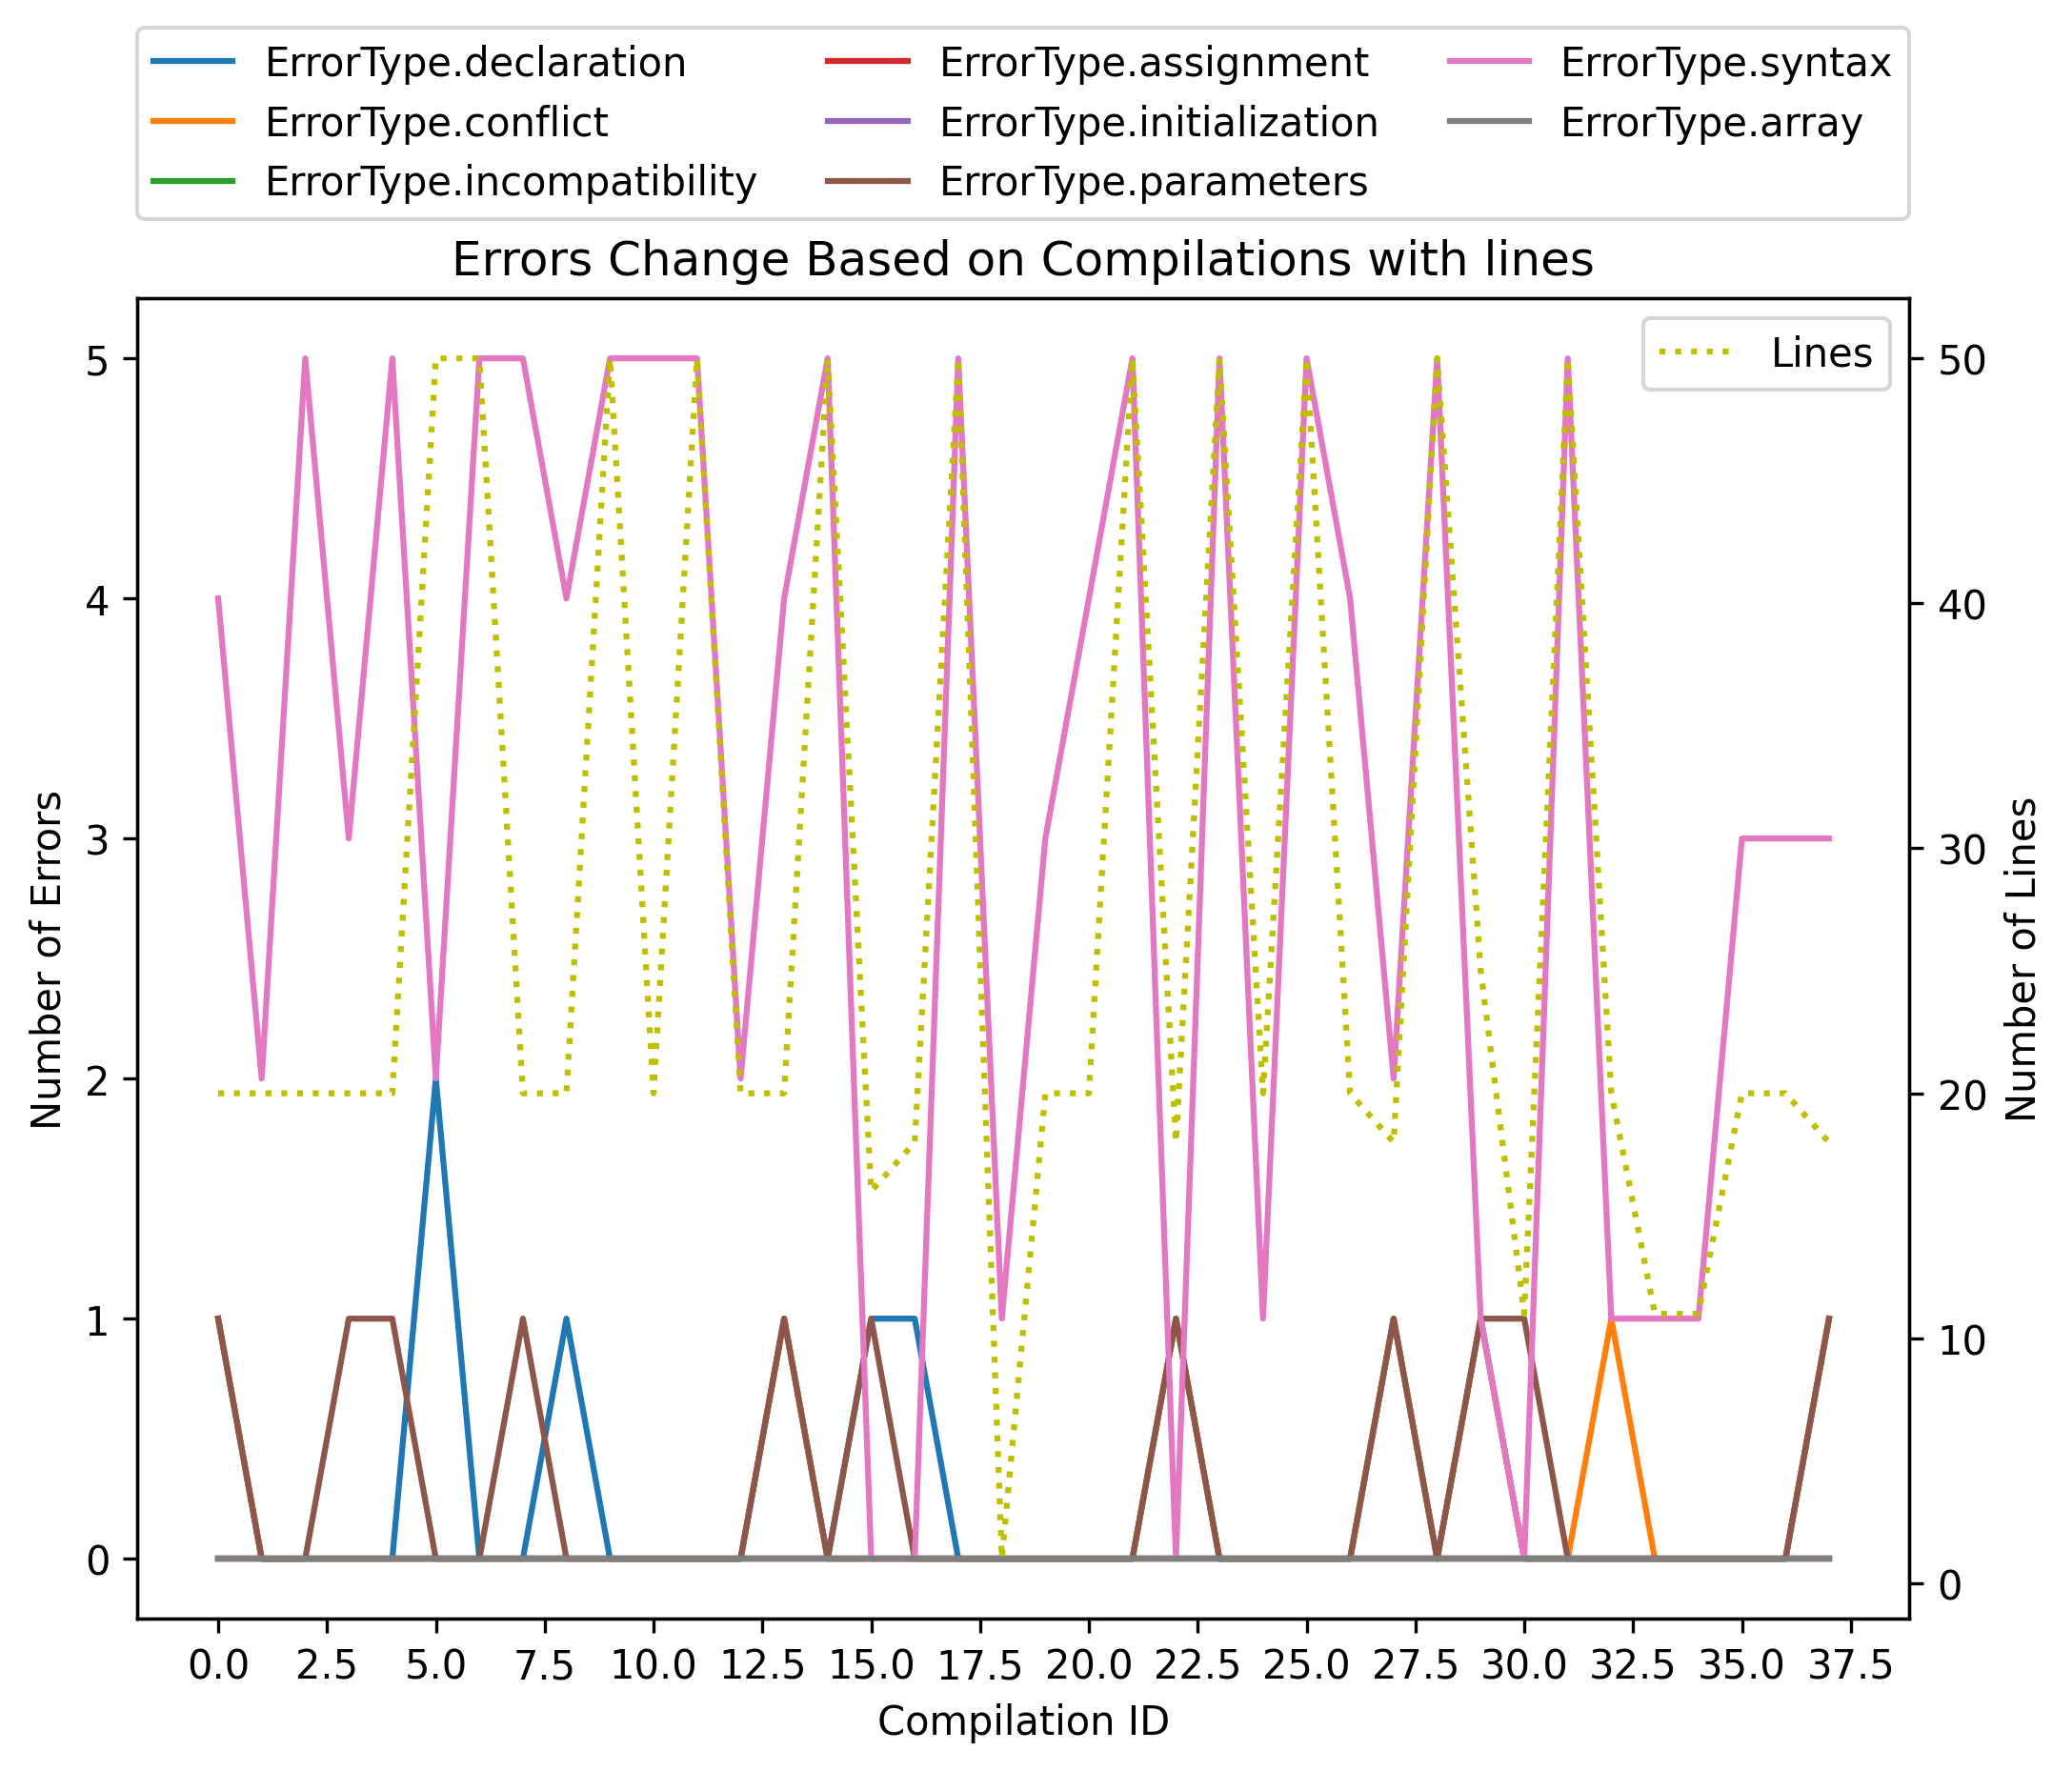 ErrorType.declaration
ErrorType.conflict
ErrorType.incompatibility
ErrorType.assignment
ErrorType.initialization
ErrorType.parameters
ErrorType.syntax
ErrorType.array
Errors Change Based on Compilations with lines
Lines
Number of Errors
5
4
3
2
1
0
50
40
30
20
10
0
Number of Lines
0.0 2.5 5.0 7.5 10.0 12.5 15.0 17.5 20.0 22.5 25.0 27.5 30.0 32.5 35.0 37.5
Compilation ID